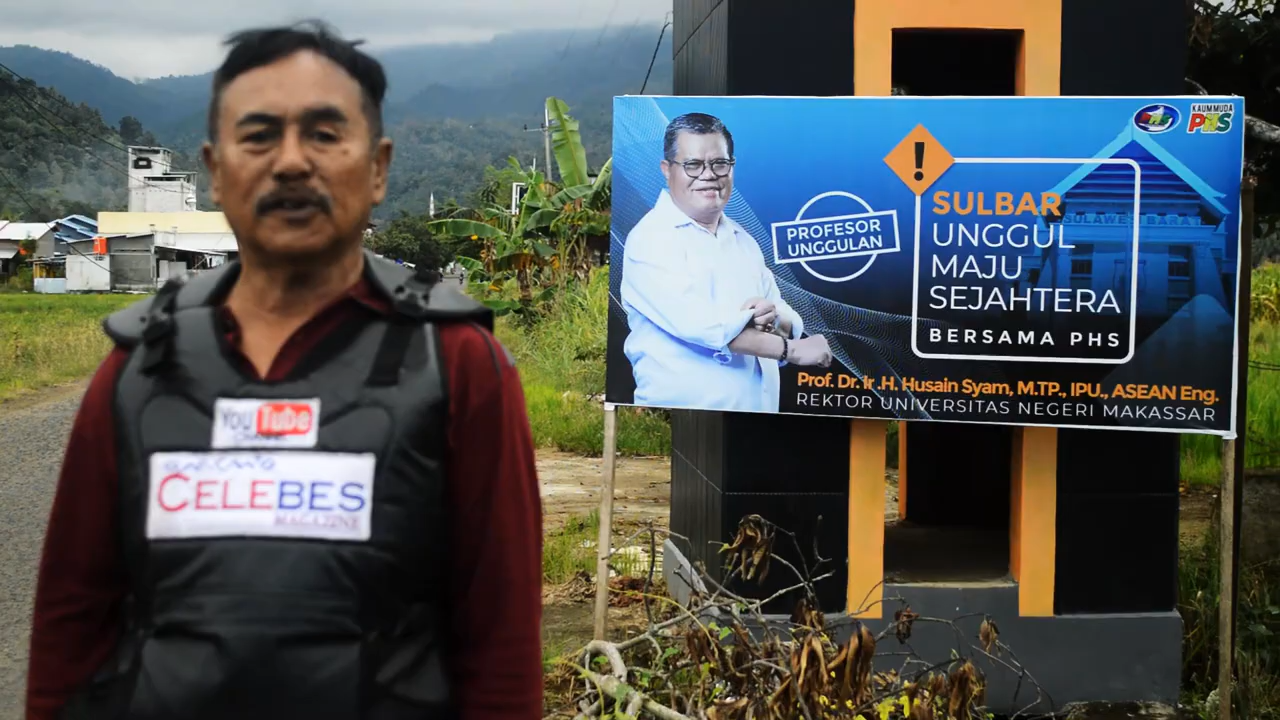 YouTube
CHANNEL
CELEBES
MAGAZINE
KAUM MUDA
PHS
PROFESOR
UNGGULAN
!
SULBAR
UNGGUL
MAJU
SEJAHTERA
BERSAMA PHS
SULAWESI BARAT
Prof. Dr. Ir .H. Husain Syam, M.TP., IPU., ASEAN Eng.
REKTOR UNIVERSITAS NEGERI MAKASSAR